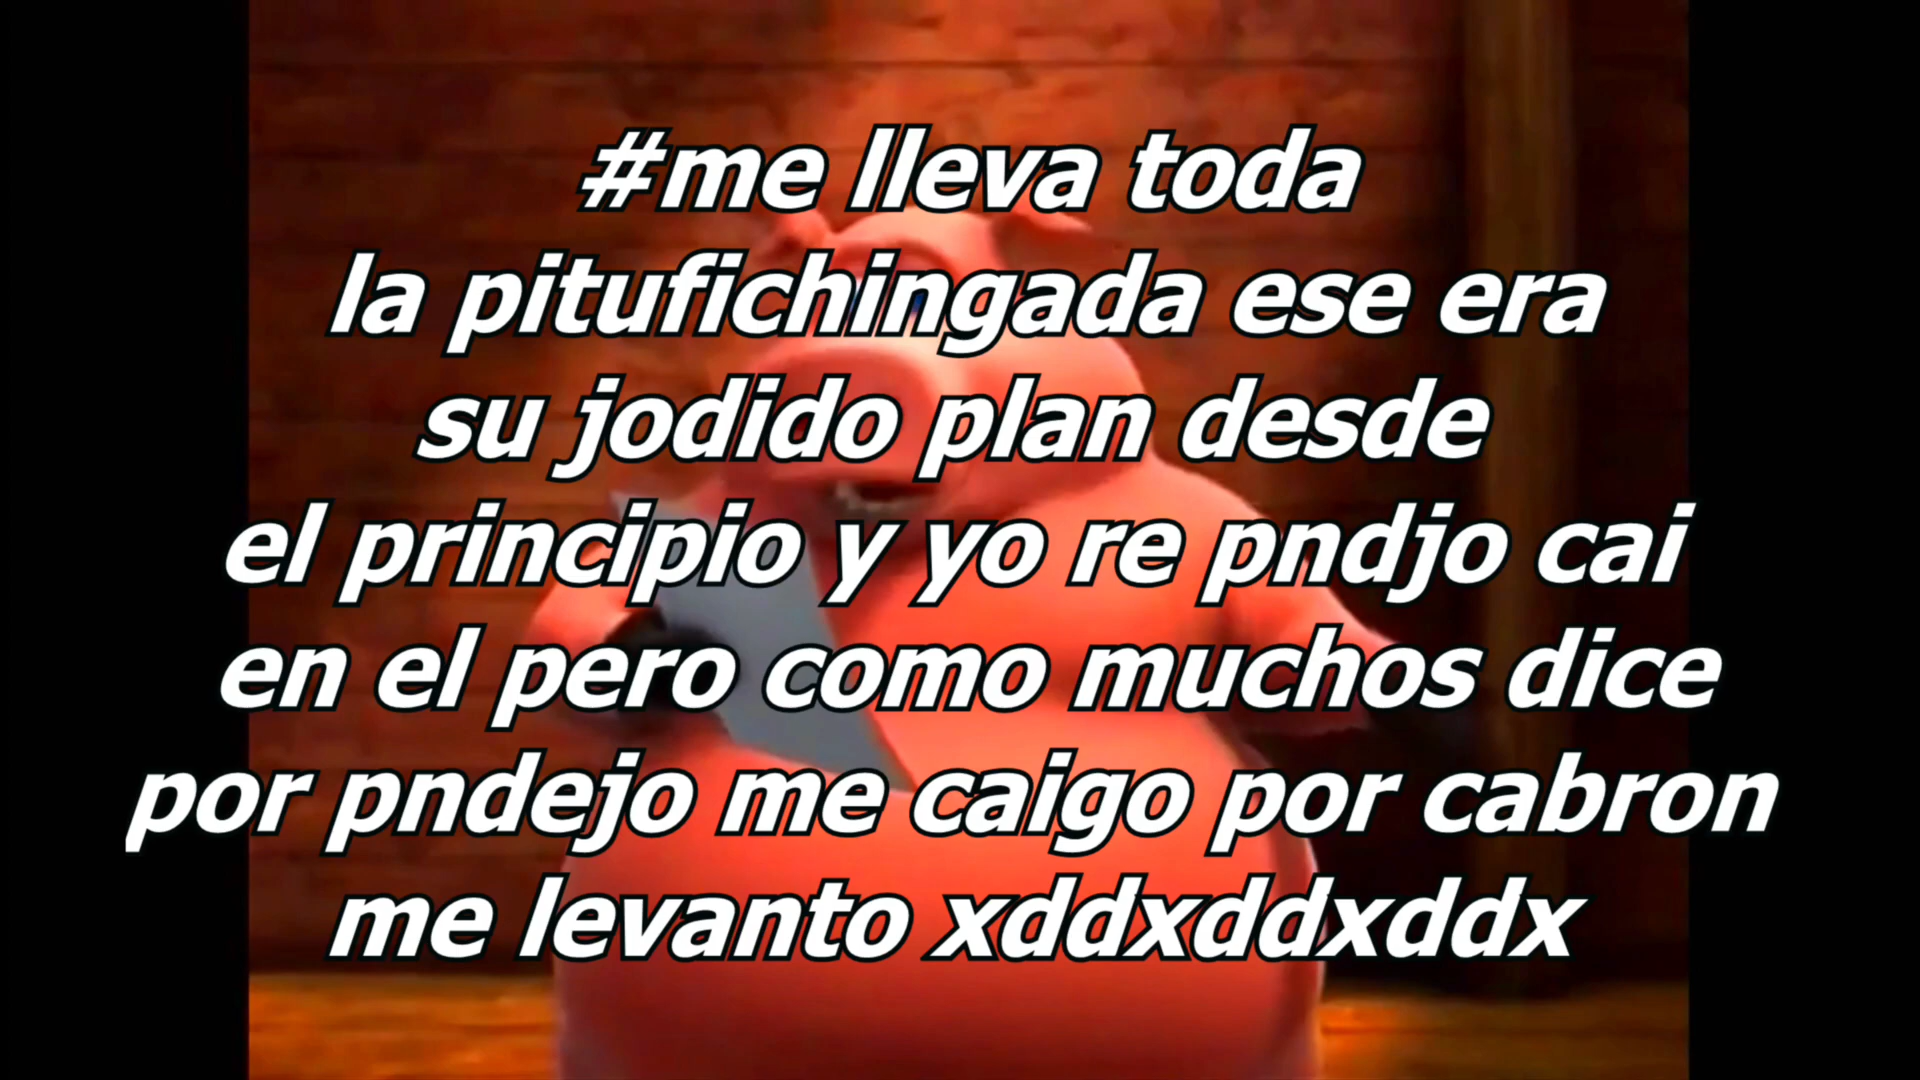 #me lleva toda
la pitufichingada ese era
su jodido plan desde
el principio y yo re pndjo cai
en el pero como muchos dice
por pndejo me caigo por cabron
me levanto xddxddxddx